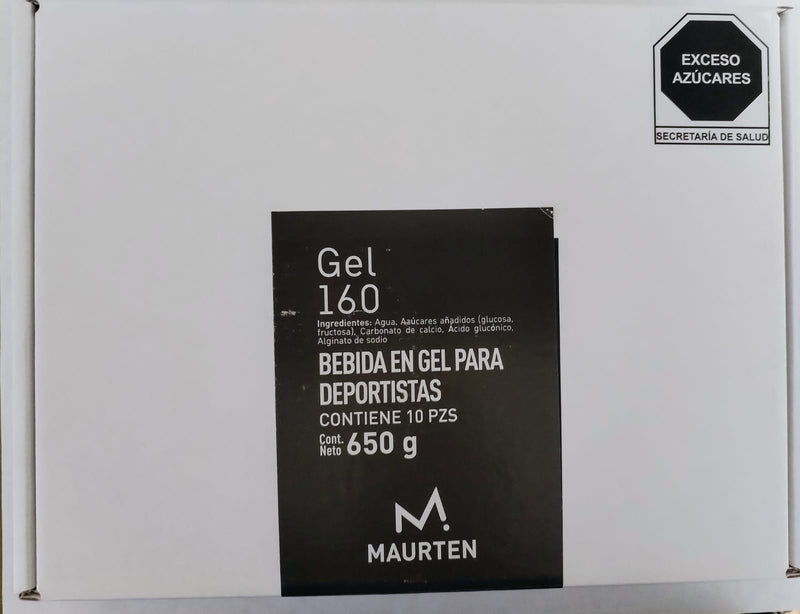 EXCESO
AZÚCARES
SECRETARÍA DE SALUD
Gel
160
Ingredientes: Agua, Azúcares añadidos (glucosa,
fructosa), Carbonato de calcio, Ácido glucónico,
Alginato de sodio
BEBIDA EN GEL PARA
DEPORTISTAS
CONTIENE 10 PZS
Cont.
Neto 650 g
MAURTEN